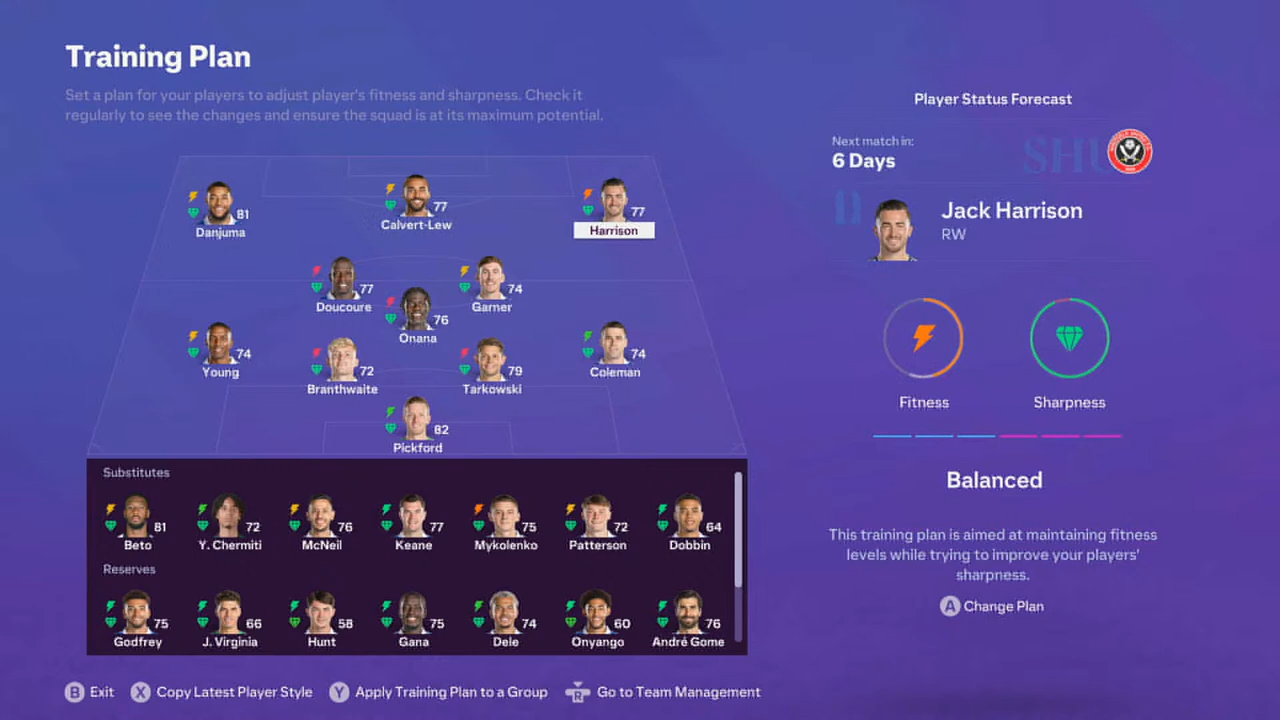 Training Plan
Set a plan for your players to adjust player's fitness and sharpness. Check it
regularly to see the changes and ensure the squad is at its maximum potential.
Player Status Forecast
Next match in:
6 Days
SHU
11
Jack Harrison
RW
81
Danjuma
77
Calvert-Lew
77
Harrison
77
Doucoure
74
Garner
76
Onana
74
Young
72
Branthwaite
79
Tarkowski
74
Coleman
82
Pickford
Fitness
Sharpness
Balanced
This training plan is aimed at maintaining fitness
levels while trying to improve your players'
sharpness.
A Change Plan
Substitutes
81 72 76 77 75 72 64
Beto Y. Chermiti McNeil Keane Mykolenko Patterson Dobbin
Reserves
75 66 58 75 74 60 76
Godfrey J. Virginia Hunt Gana Dele Onyango André Gome
B Exit X Copy Latest Player Style Y Apply Training Plan to a Group R Go to Team Management